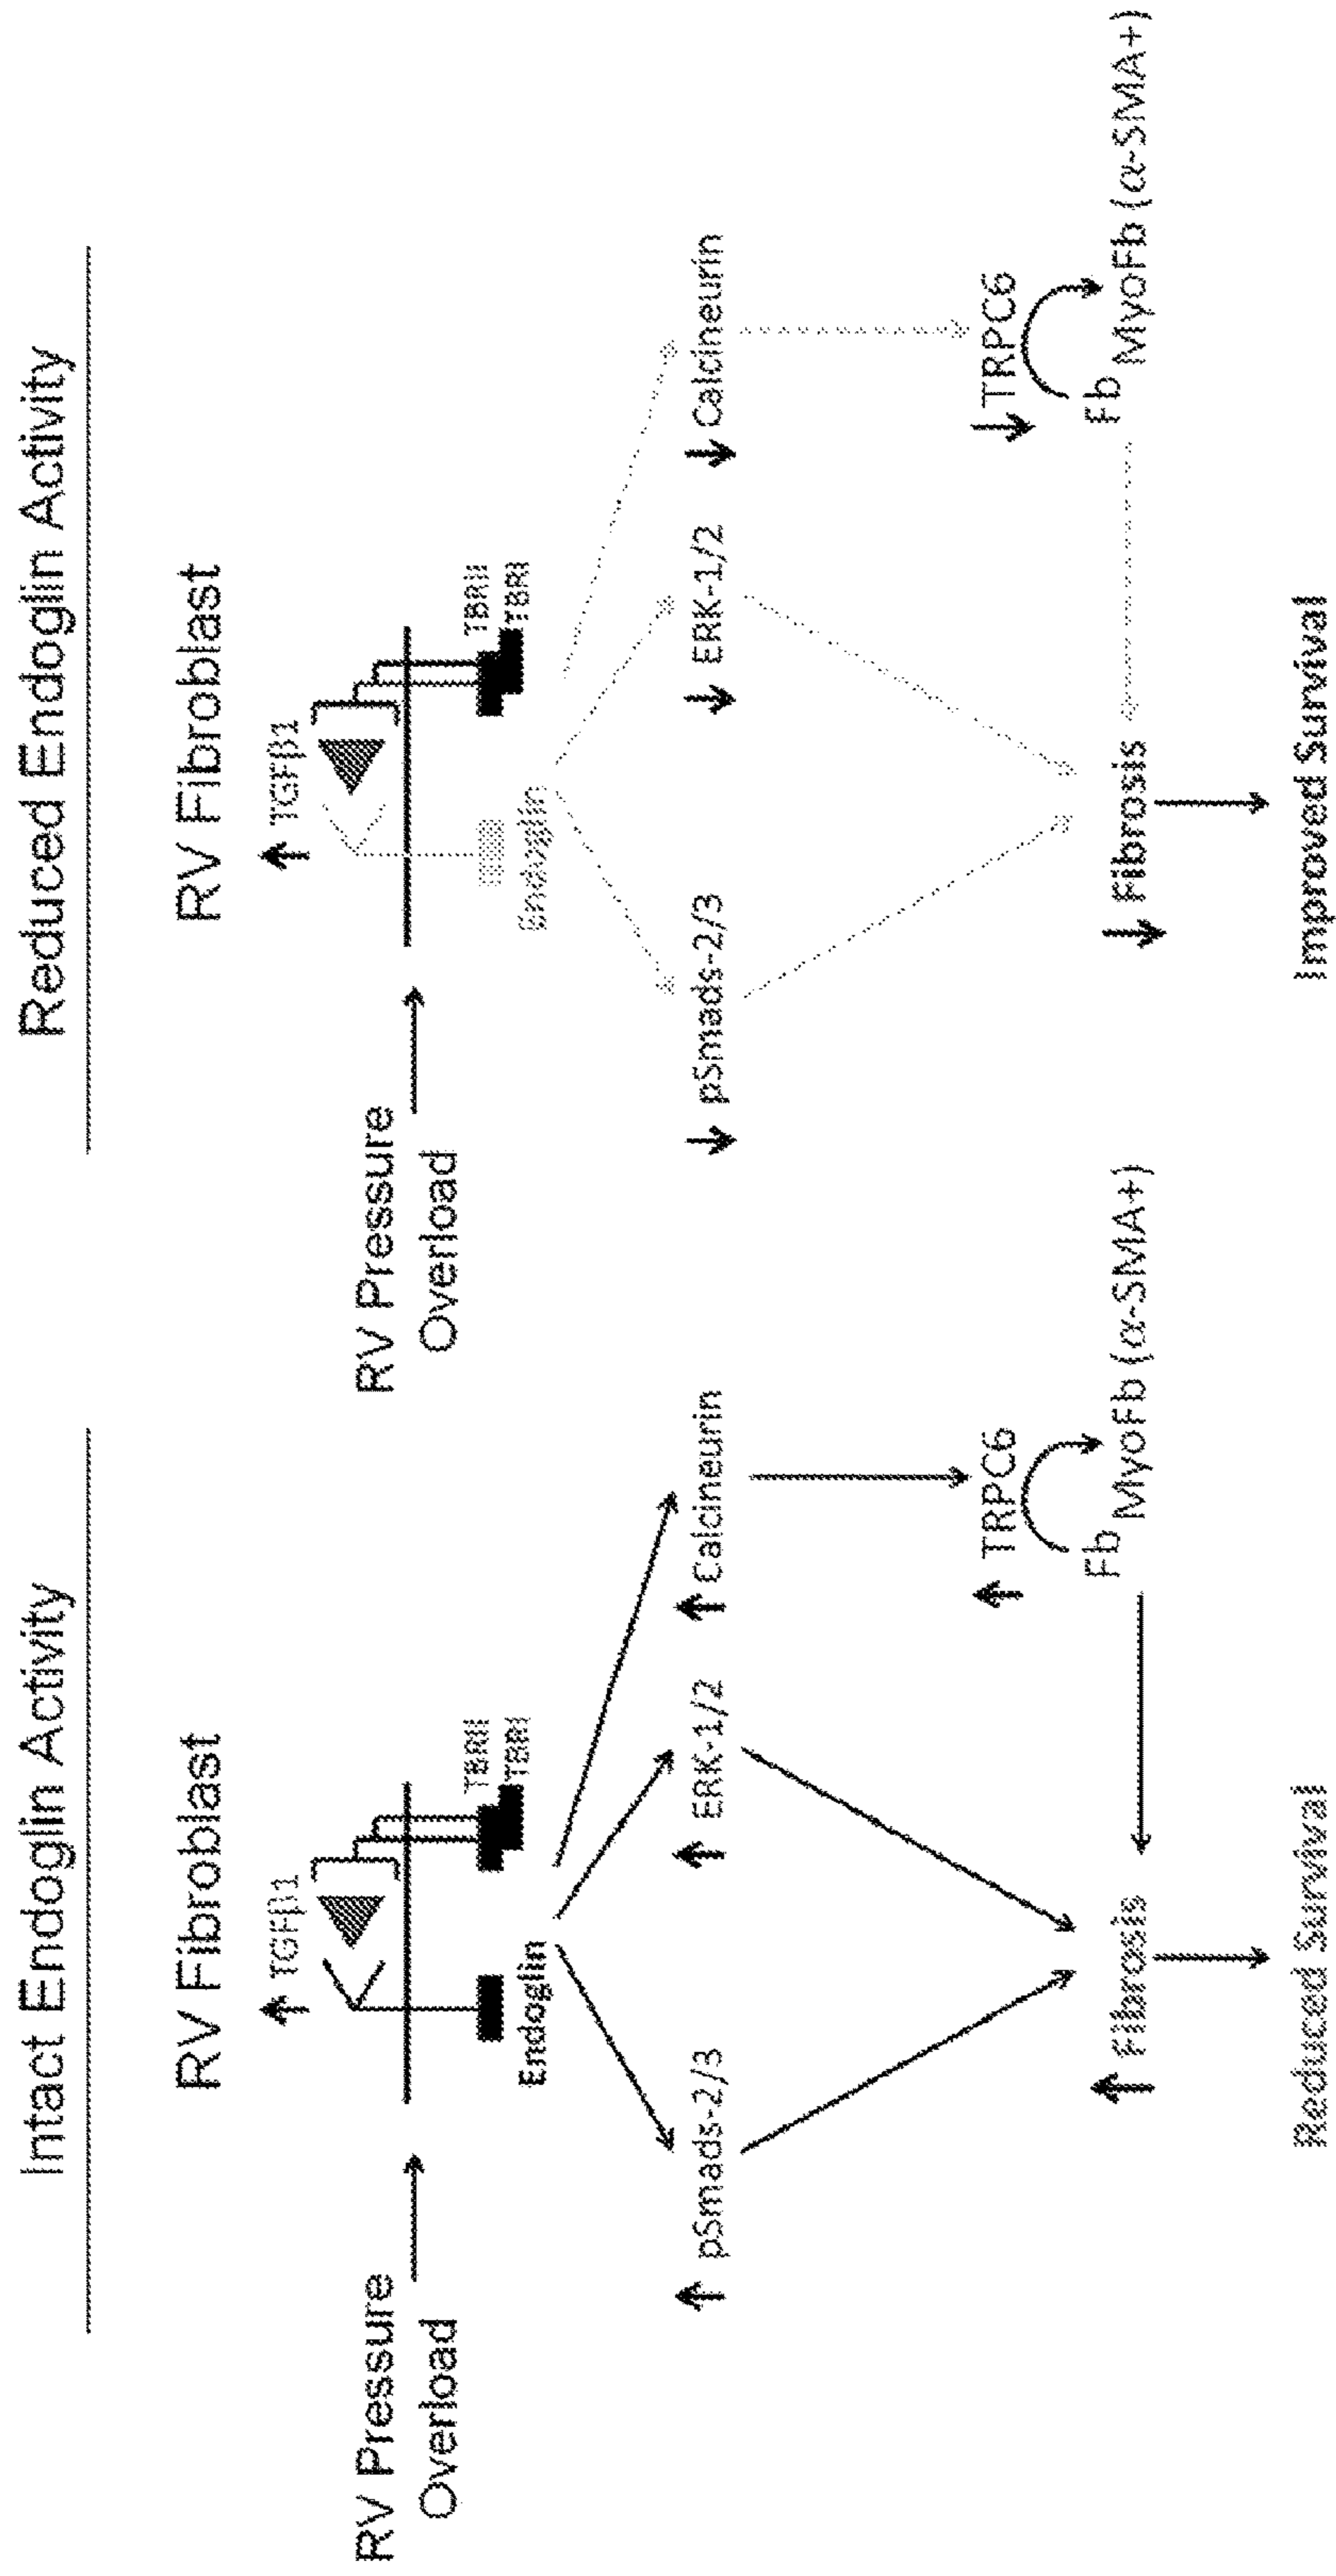 Intact Endoglin Activity
RV Fibroblast
TGFβ1
RV Pressure
Overload
TBRII
TBRI
Endoglin
pSmads-2/3
ERK-1/2
Calcineurin
TRPC6
Fb
MyoFb (α-SMA+)
Fibrosis
Reduced Survival
Reduced Endoglin Activity
RV Fibroblast
TGFβ1
RV Pressure
Overload
TBRII
TBRI
Endoglin
pSmads-2/3
ERK-1/2
Calcineurin
TRPC6
Fb
MyoFb (α-SMA+)
Fibrosis
Improved Survival